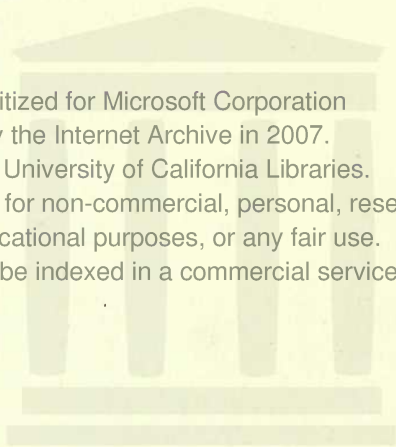 itized for Microsoft Corporation
the Internet Archive in 2007.
University of California Libraries.
for non-commercial, personal, rese
cational purposes, or any fair use.
be indexed in a commercial service